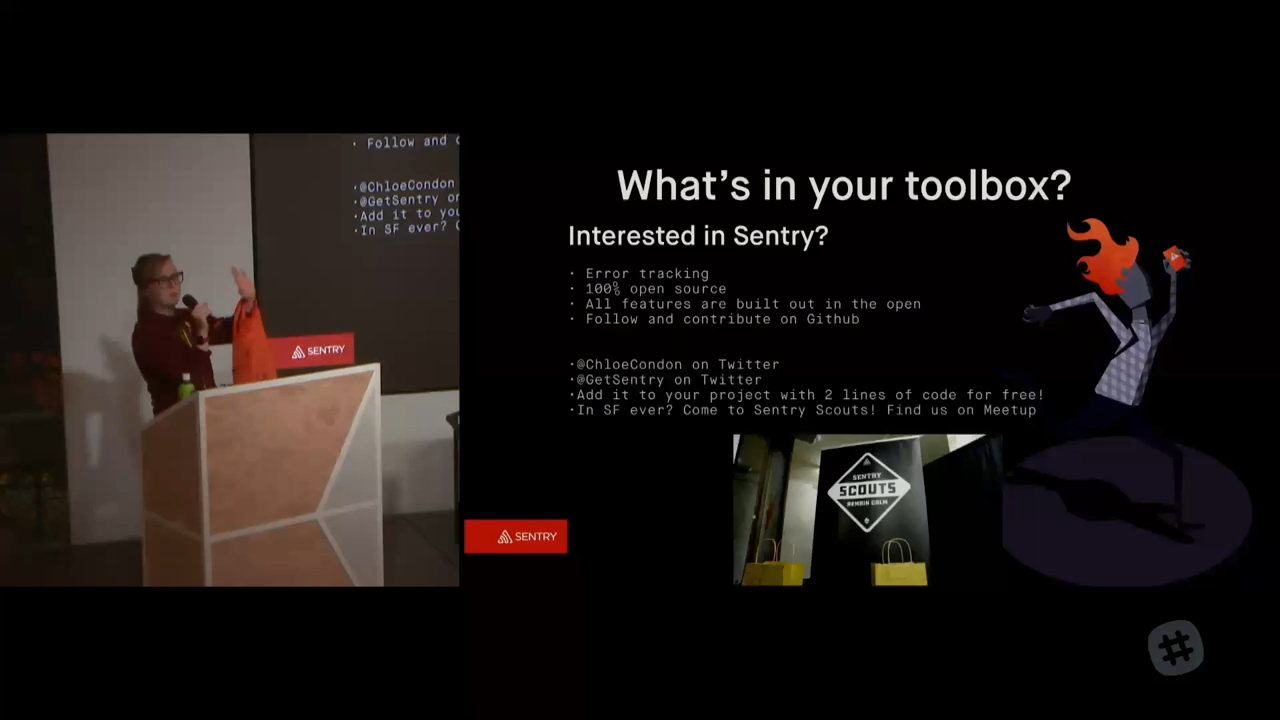 · Follow and
·@ChloeCondon
·@GetSentry on
·Add it to you
·In SF ever?
SENTRY
What's in your toolbox?
Interested in Sentry?
· Error tracking
· 100% open source
· All features are built out in the open
· Follow and contribute on Github
·@ChloeCondon on Twitter
·@GetSentry on Twitter
·Add it to your project with 2 lines of code for free!
·In SF ever? Come to Sentry Scouts! Find us on Meetup
SENTRY
SCOUTS
REMAIN CALM
SENTRY